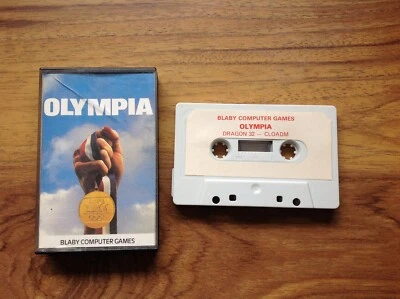 OLYMPIA
BLABY COMPUTER GAMES
BLABY COMPUTER GAMES
OLYMPIA
DRAGON 32 - CLOADM